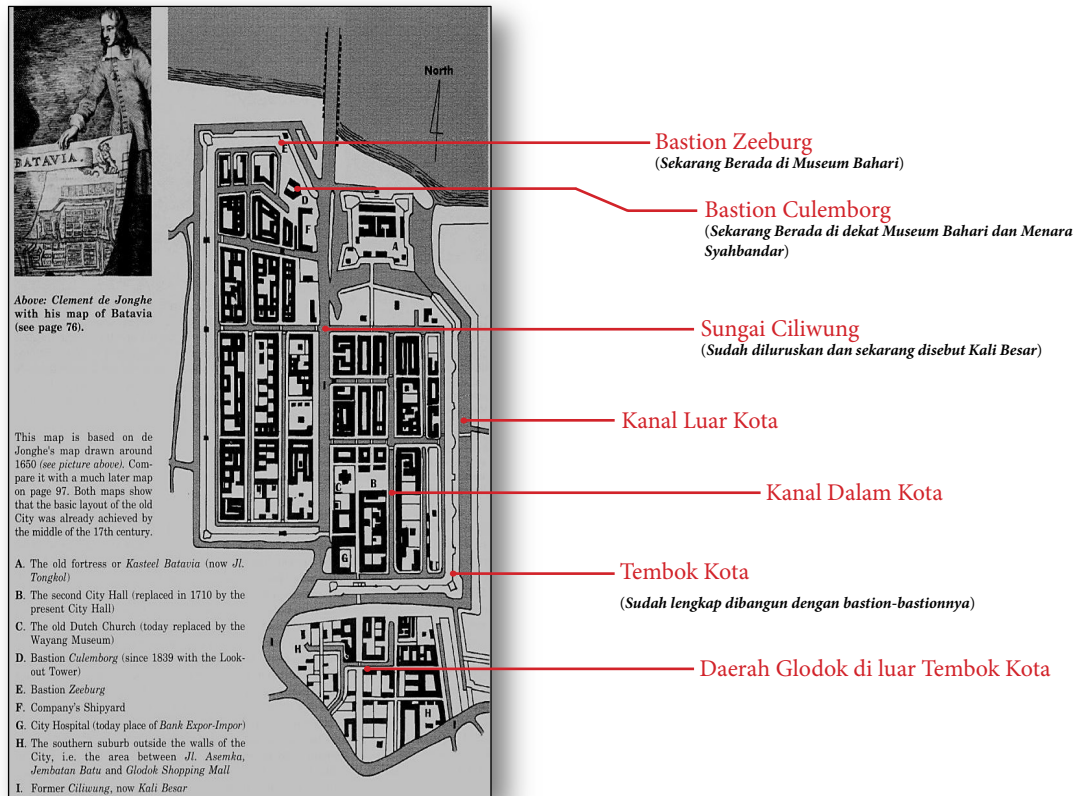 BATAVIA.
Above: Clement de Jonghe
with his map of Batavia
(see page 76).
This map is based on de
Jonghe's map drawn around
1650 (see picture above). Com-
pare it with a much later map
on page 97. Both maps show
that the basic layout of the old
City was already achieved by
the middle of the 17th century.
A. The old fortress or Kasteel Batavia (now Jl.
Tongkol)
B. The second City Hall (replaced in 1710 by the
present City Hall)
C. The old Dutch Church (today replaced by the
Wayang Museum)
D. Bastion Culemborg (since 1839 with the Look-
out Tower)
E. Bastion Zeeburg
F. Company's Shipyard
G. City Hospital (today place of Bank Expor-Impor)
H. The southern suburb outside the walls of the
City, i.e. the area between Jl. Asemka,
Jembatan Batu and Glodok Shopping Mall
I. Former Ciliwung, now Kali Besar
North
E
D
F
A
I
B
C
G
I
H
H
I
Bastion Zeeburg
(Sekarang Berada di Museum Bahari)
Bastion Culemborg
(Sekarang Berada di dekat Museum Bahari dan Menara
Syahbandar)
Sungai Ciliwung
(Sudah diluruskan dan sekarang disebut Kali Besar)
Kanal Luar Kota
Kanal Dalam Kota
Tembok Kota
(Sudah lengkap dibangun dengan bastion-bastionnya)
Daerah Glodok di luar Tembok Kota